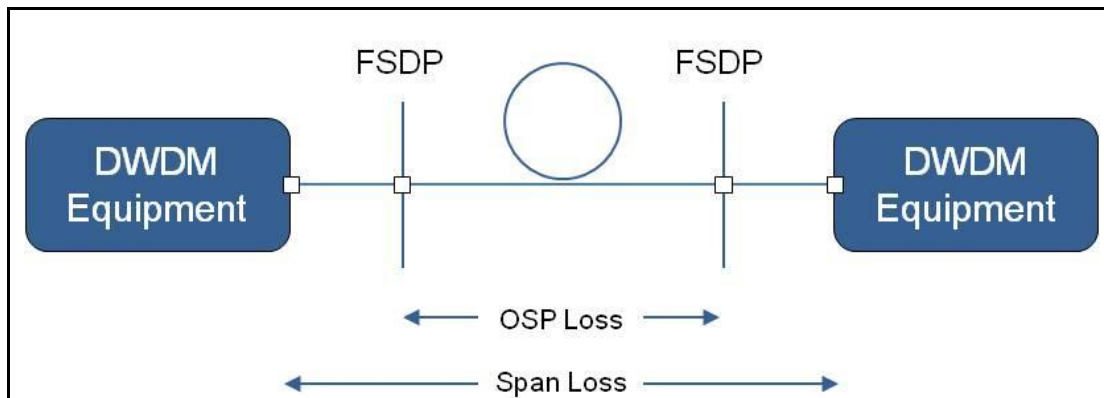 FSDP
FSDP
DWDM
Equipment
DWDM
Equipment
OSP Loss
Span Loss